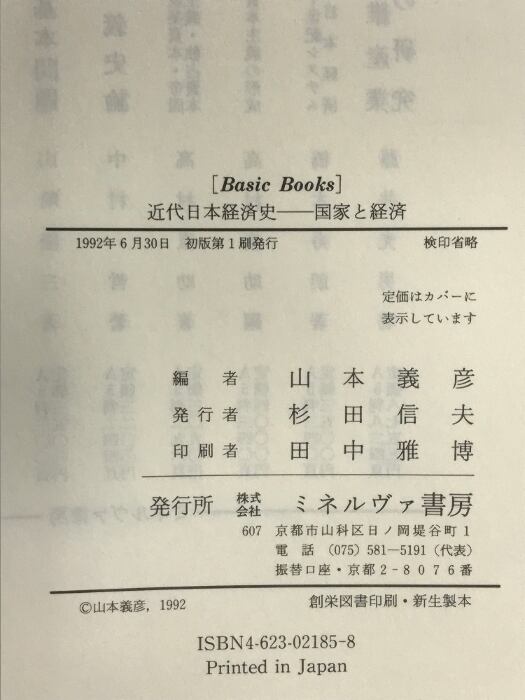 [Basic Books]
近代日本経済史――国家と経済
1992年6月30日 初版第1刷発行 検印省略
定価はカバーに
表示しています
編者 山本義彦
発行者 杉田信夫
印刷者 田中雅博
発行所 株式会社 ミネルヴァ書房
607 京都市山科区日ノ岡堤谷町1
電話 (075) 581―5191 (代表)
振替口座・京都2-8076番
©山本義彦, 1992 創栄図書印刷・新生製本
ISBN4-623-02185-8
Printed in Japan